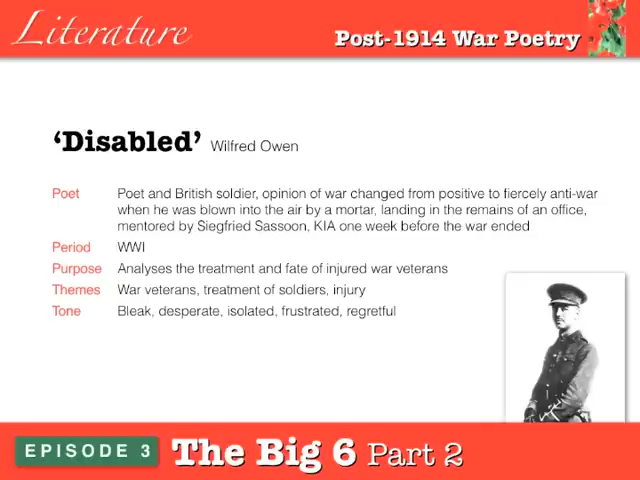 Literature
Post-1914 War Poetry
‘Disabled’ Wilfred Owen
Poet Poet and British soldier, opinion of war changed from positive to fiercely anti-war
when he was blown into the air by a mortar, landing in the remains of an office,
mentored by Siegfried Sassoon, KIA one week before the war ended
Period WWI
Purpose Analyses the treatment and fate of injured war veterans
Themes War veterans, treatment of soldiers, injury
Tone Bleak, desperate, isolated, frustrated, regretful
EPISODE 3 The Big 6 Part 2